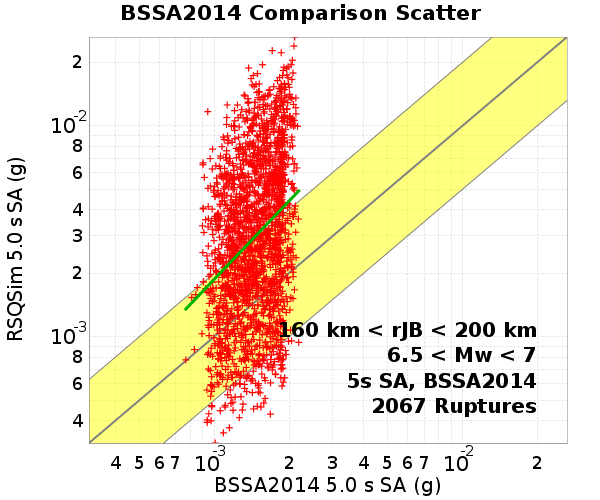 BSSA2014 Comparison Scatter
RSQSim 5.0 s SA (g)
2
10-2
8
6
4
3
2
10-3
8
6
4
160 km < rJB < 200 km
6.5 < Mw < 7
5s SA, BSSA2014
2067 Ruptures
4 5 6 7 10-3 2 3 4 5 6 7 10-2 2
BSSA2014 5.0 s SA (g)